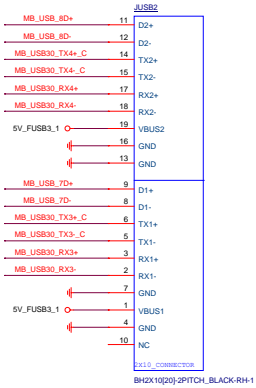 JUSB2
MB_USB_8D+ 11 D2+
MB_USB_8D- 12 D2-
MB_USB30_TX4+_C 14 TX2+
MB_USB30_TX4-_C 15 TX2-
MB_USB30_RX4+ 17 RX2+
MB_USB30_RX4- 18 RX2-
5V_FUSB3_1 19 VBUS2
16 GND
13 GND
MB_USB_7D+ 9 D1+
MB_USB_7D- 8 D1-
MB_USB30_TX3+_C 6 TX1+
MB_USB30_TX3-_C 5 TX1-
MB_USB30_RX3+ 3 RX1+
MB_USB30_RX3- 2 RX1-
7 GND
5V_FUSB3_1 1 VBUS1
4 GND
10 NC
2X10_CONNECTOR
BH2X10[20]-2PITCH_BLACK-RH-1